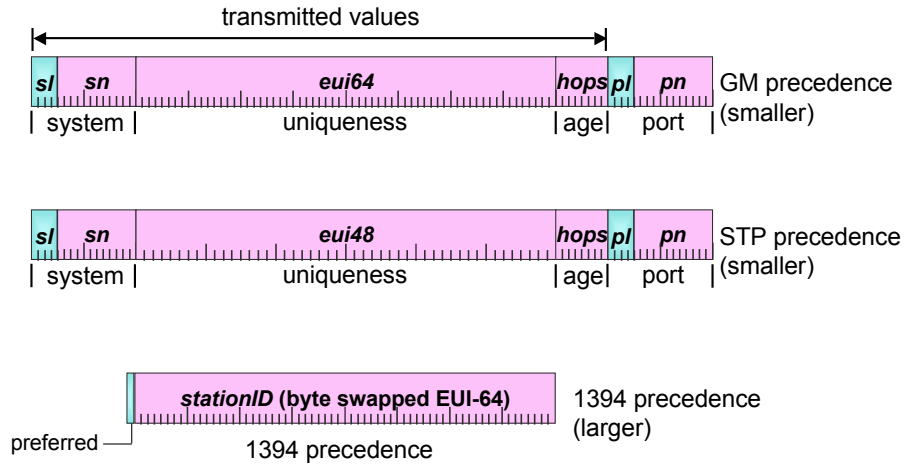 transmitted values
sl sn eui64 hops pl pn
GM precedence
(smaller)
system uniqueness age port
sl sn eui48 hops pl pn
STP precedence
(smaller)
system uniqueness age port
stationID (byte swapped EUI-64)
1394 precedence
(larger)
preferred
1394 precedence